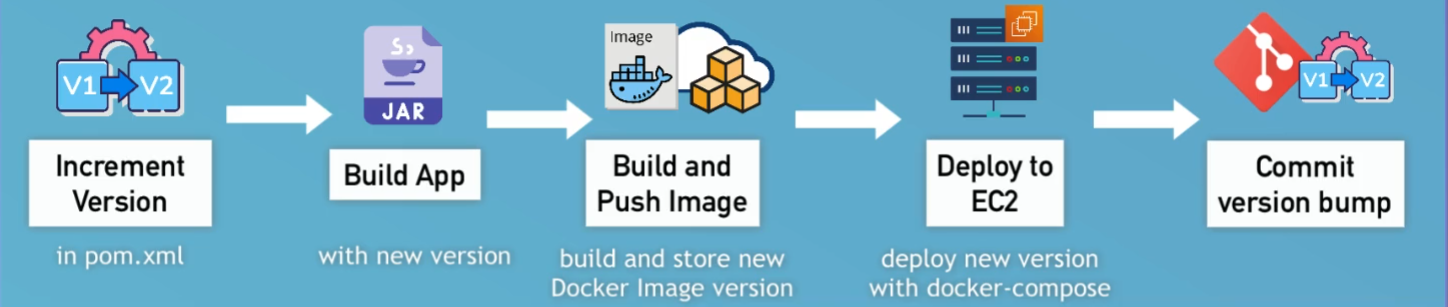 V1 V2
Increment
Version
in pom.xml
JAR
Build App
with new version
Image
Build and
Push Image
build and store new
Docker Image version
Deploy to
EC2
deploy new version
with docker-compose
V1 V2
Commit
version bump